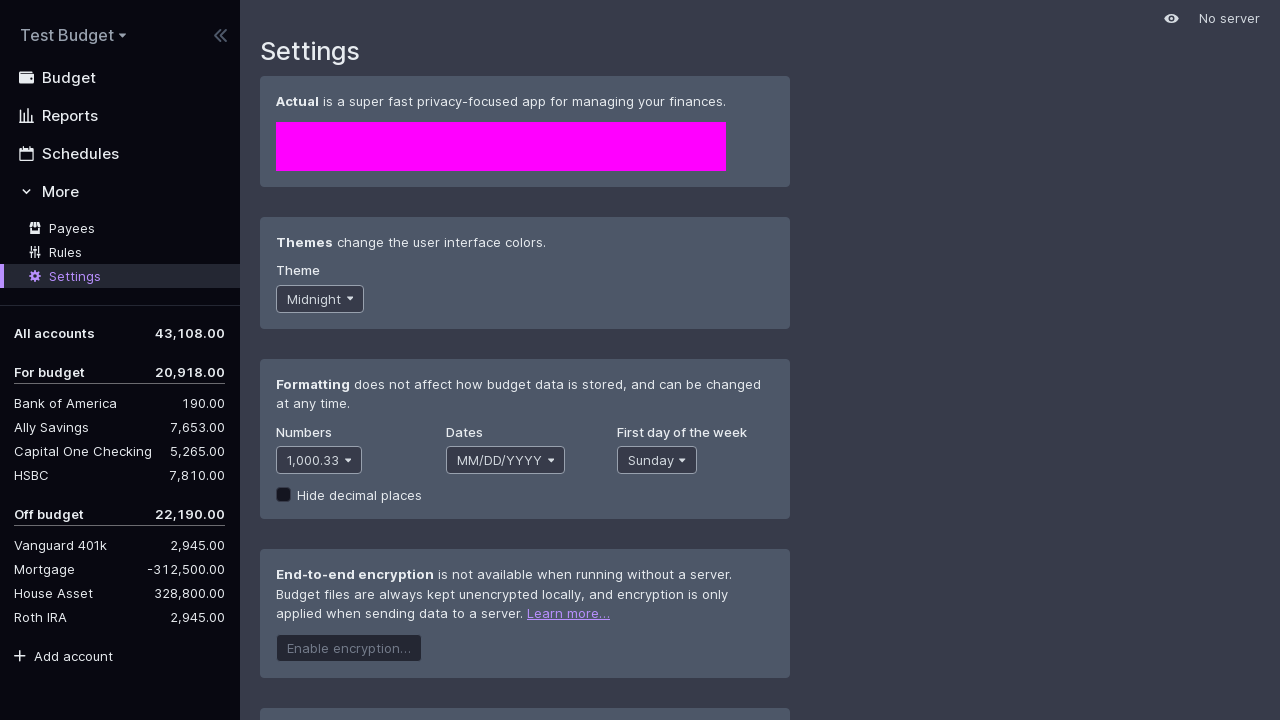 Test Budget
No server
Budget
Reports
Schedules
More
Payees
Rules
Settings
All accounts 43,108.00
For budget 20,918.00
Bank of America 190.00
Ally Savings 7,653.00
Capital One Checking 5,265.00
HSBC 7,810.00
Off budget 22,190.00
Vanguard 401k 2,945.00
Mortgage -312,500.00
House Asset 328,800.00
Roth IRA 2,945.00
Add account
Settings
Actual is a super fast privacy-focused app for managing your finances.
Themes change the user interface colors.
Theme
Midnight
Formatting does not affect how budget data is stored, and can be changed
at any time.
Numbers Dates First day of the week
1,000.33 MM/DD/YYYY Sunday
Hide decimal places
End-to-end encryption is not available when running without a server.
Budget files are always kept unencrypted locally, and encryption is only
applied when sending data to a server. Learn more…
Enable encryption…